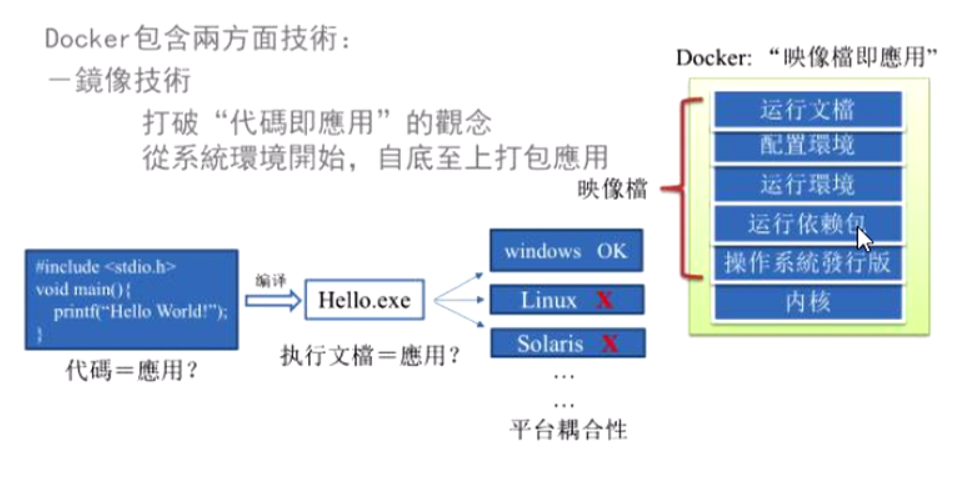 Docker包含兩方面技術：
－鏡像技術
打破“代碼即應用”的觀念
從系統環境開始，自底至上打包應用
Docker: “映像檔即應用”
运行文檔
配置環境
运行環境
运行依赖包
操作系統發行版
内核
映像檔
#include <stdio.h>
void main(){
printf(“Hello World!”);
}
代碼＝應用？
编译
Hello.exe
执行文檔＝應用？
windows OK
Linux X
Solaris X
…
…
平台耦合性